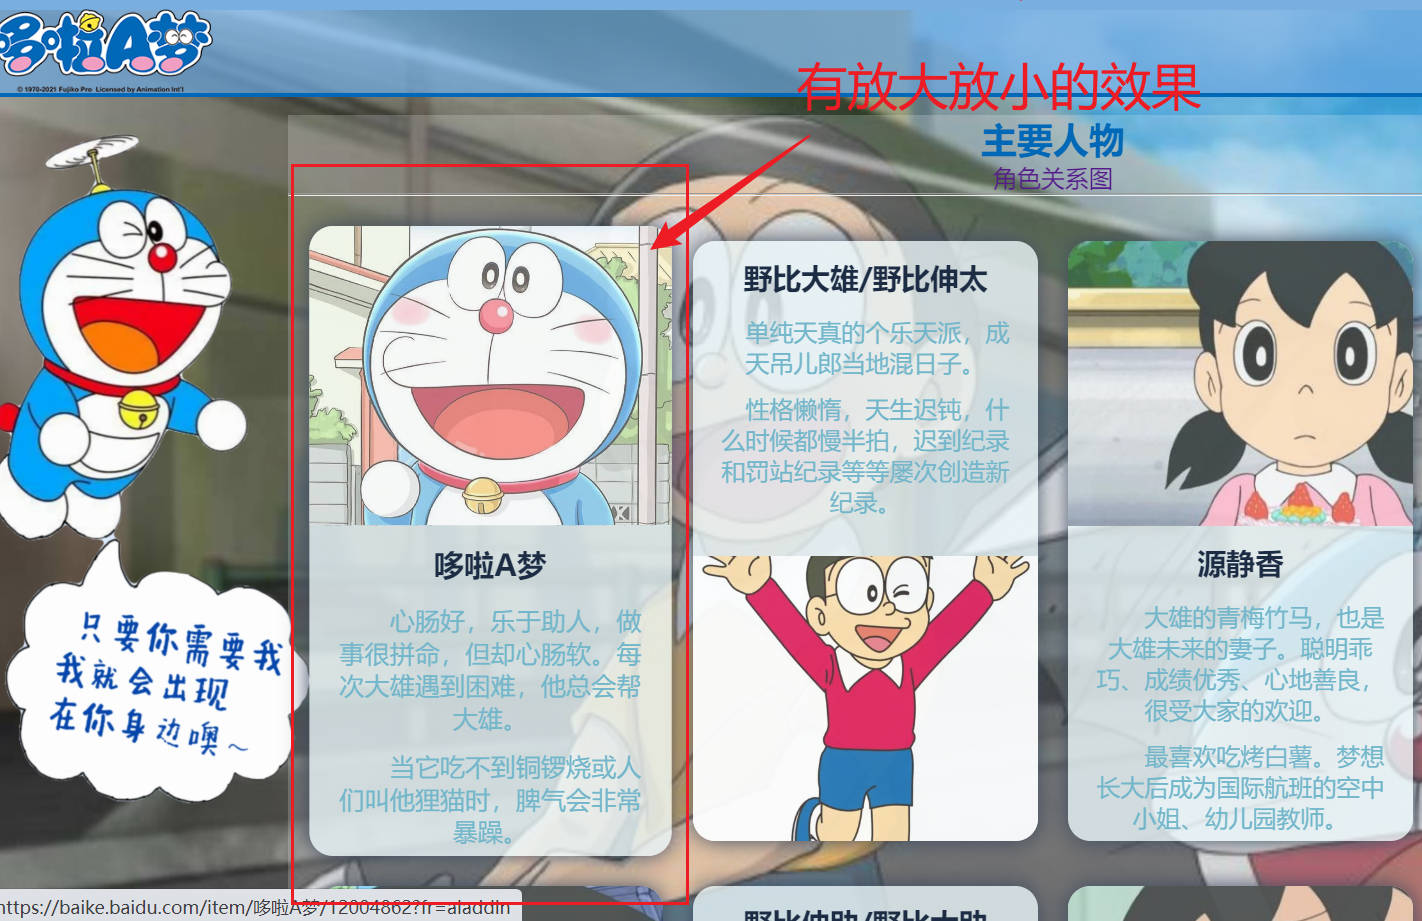 哆啦A梦
© 1970-2021 Fujiko Pro Licensed by Animation Int'l
有放大放小的效果
主要人物
角色关系图
哆啦A梦
心肠好，乐于助人，做
事很拼命，但却心肠软。每
次大雄遇到困难，他总会帮
大雄。
当它吃不到铜锣烧或人
们叫他狸猫时，脾气会非常
暴躁。
野比大雄/野比伸太
单纯天真的个乐天派，成
天吊儿郎当地混日子。
性格懒惰，天生迟钝，什
么时候都慢半拍，迟到纪录
和罚站纪录等等屡次创造新
纪录。
源静香
大雄的青梅竹马，也是
大雄未来的妻子。聪明乖
巧、成绩优秀、心地善良，
很受大家的欢迎。
最喜欢吃烤白薯。梦想
长大后成为国际航班的空中
小姐、幼儿园教师。
只要你需要我
我就会出现
在你身边噢～
野比伸助/野比大助
https://baike.baidu.com/item/哆啦A梦/12004862?fr=aladdin